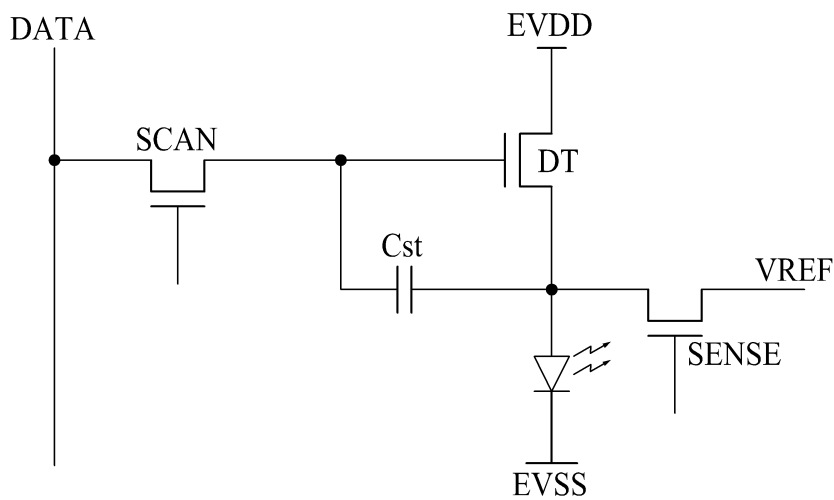 DATA
EVDD
SCAN
DT
Cst
VREF
SENSE
EVSS